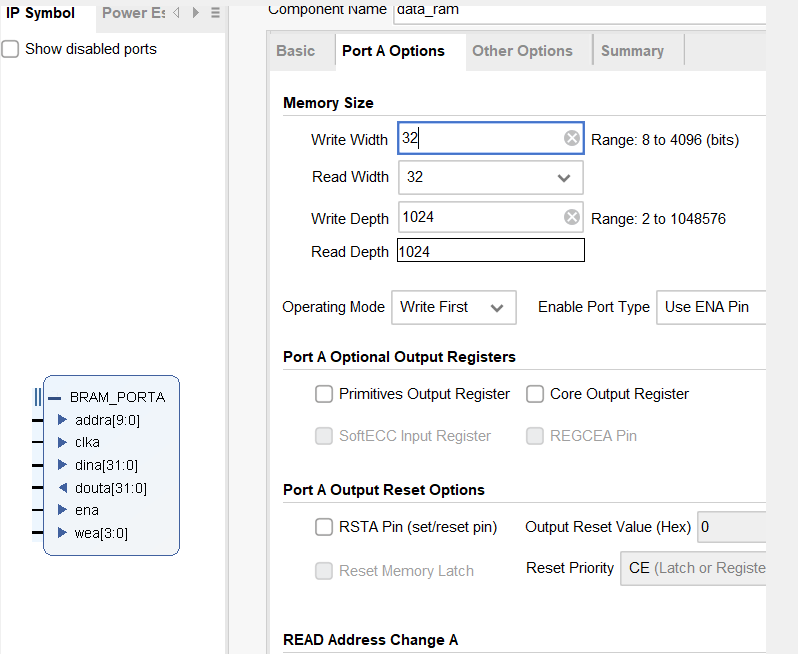 IP Symbol Power Es
Show disabled ports
BRAM_PORTA
addra[9:0]
clka
dina[31:0]
douta[31:0]
ena
wea[3:0]
Component Name data_ram
Basic Port A Options Other Options Summary
Memory Size
Write Width 32 Range: 8 to 4096 (bits)
Read Width 32
Write Depth 1024 Range: 2 to 1048576
Read Depth 1024
Operating Mode Write First Enable Port Type Use ENA Pin
Port A Optional Output Registers
Primitives Output Register Core Output Register
SoftECC Input Register REGCEA Pin
Port A Output Reset Options
RSTA Pin (set/reset pin) Output Reset Value (Hex) 0
Reset Memory Latch Reset Priority CE (Latch or Registe
READ Address Change A